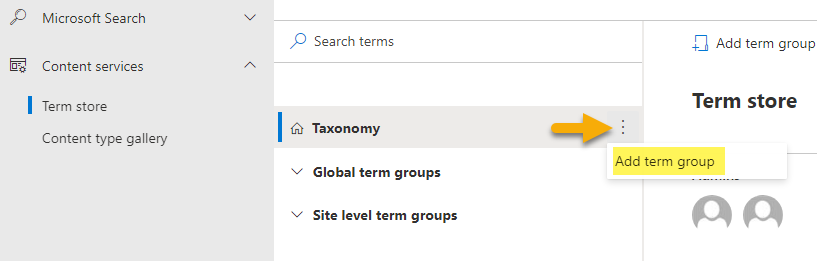 Microsoft Search
Content services
Term store
Content type gallery
Search terms
Taxonomy
Global term groups
Site level term groups
Add term group
Term store
Add term group